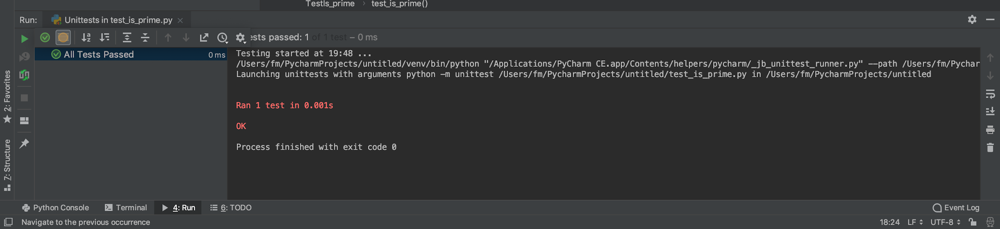 TestIs_prime › test_is_prime()
Run: Unittests in test_is_prime.py ×
ests passed: 1 of 1 test – 0 ms
All Tests Passed 0 ms
Testing started at 19:48 ...
/Users/fm/PycharmProjects/untitled/venv/bin/python "/Applications/PyCharm CE.app/Contents/helpers/pycharm/_jb_unittest_runner.py" --path /Users/fm/Pychar
Launching unittests with arguments python -m unittest /Users/fm/PycharmProjects/untitled/test_is_prime.py in /Users/fm/PycharmProjects/untitled
Ran 1 test in 0.001s
OK
Process finished with exit code 0
2: Favorites
7: Structure
Python Console Terminal 4: Run 6: TODO Event Log
Navigate to the previous occurrence 18:24 LF UTF-8